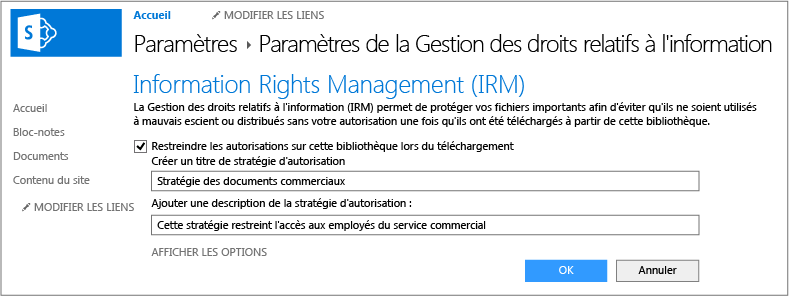 S
Accueil MODIFIER LES LIENS
Paramètres ▸ Paramètres de la Gestion des droits relatifs à l'information
Information Rights Management (IRM)
La Gestion des droits relatifs à l'information (IRM) permet de protéger vos fichiers importants afin d'éviter qu'ils ne soient utilisés
à mauvais escient ou distribués sans votre autorisation une fois qu'ils ont été téléchargés à partir de cette bibliothèque.
Accueil
Bloc-notes
Documents
Contenu du site
MODIFIER LES LIENS
Restreindre les autorisations sur cette bibliothèque lors du téléchargement
Créer un titre de stratégie d'autorisation
Stratégie des documents commerciaux
Ajouter une description de la stratégie d'autorisation :
Cette stratégie restreint l'accès aux employés du service commercial
AFFICHER LES OPTIONS
OK Annuler